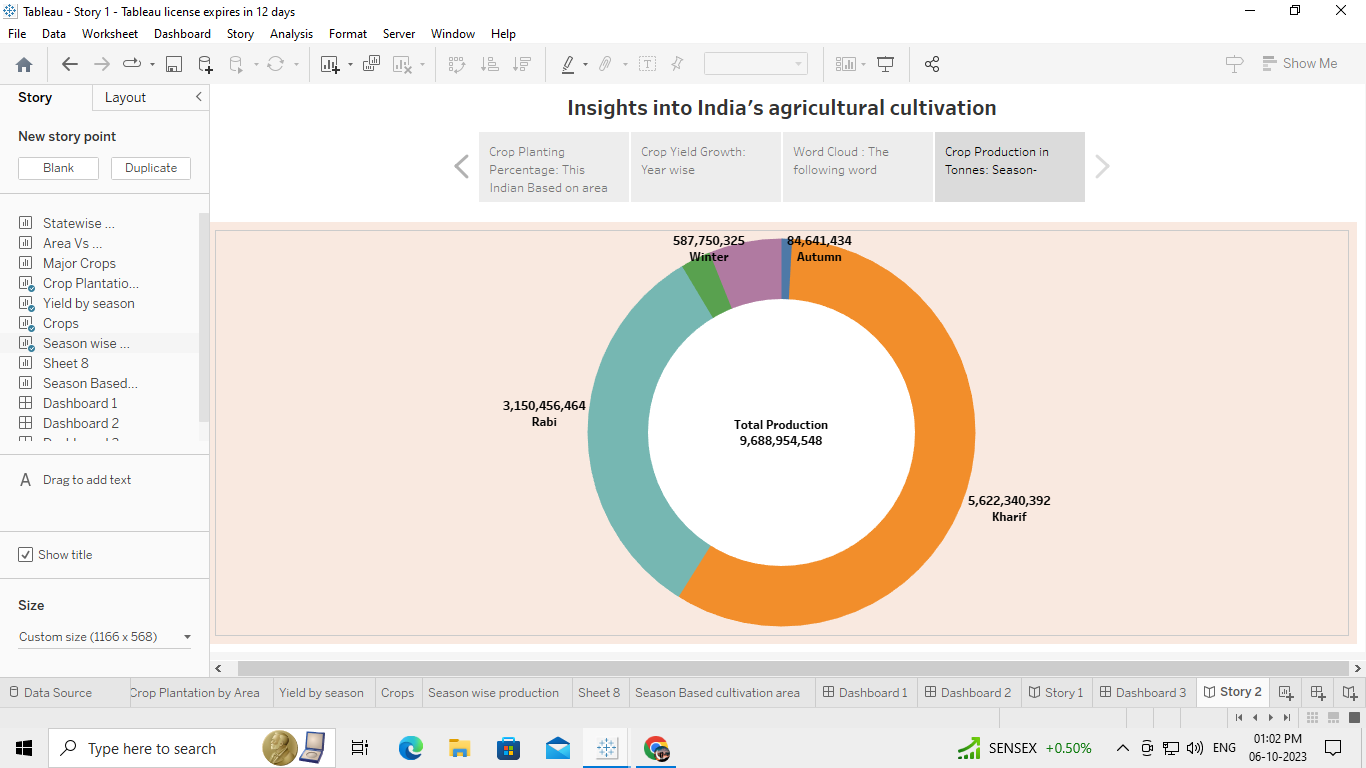 Tableau - Story 1 - Tableau license expires in 12 days
File Data Worksheet Dashboard Story Analysis Format Server Window Help
Show Me
Story Layout
New story point
Blank Duplicate
Statewise ...
Area Vs ...
Major Crops
Crop Plantatio...
Yield by season
Crops
Season wise ...
Sheet 8
Season Based...
Dashboard 1
Dashboard 2
A Drag to add text
Show title
Size
Custom size (1166 x 568)
Insights into India's agricultural cultivation
Crop Planting
Percentage: This
Indian Based on area
Crop Yield Growth:
Year wise
Word Cloud : The
following word
Crop Production in
Tonnes: Season-
587,750,325
Winter
84,641,434
Autumn
3,150,456,464
Rabi
Total Production
9,688,954,548
5,622,340,392
Kharif
Data Source Crop Plantation by Area Yield by season Crops Season wise production Sheet 8 Season Based cultivation area Dashboard 1 Dashboard 2 Story 1 Dashboard 3 Story 2
Type here to search
SENSEX +0.50%
ENG
01:02 PM
06-10-2023